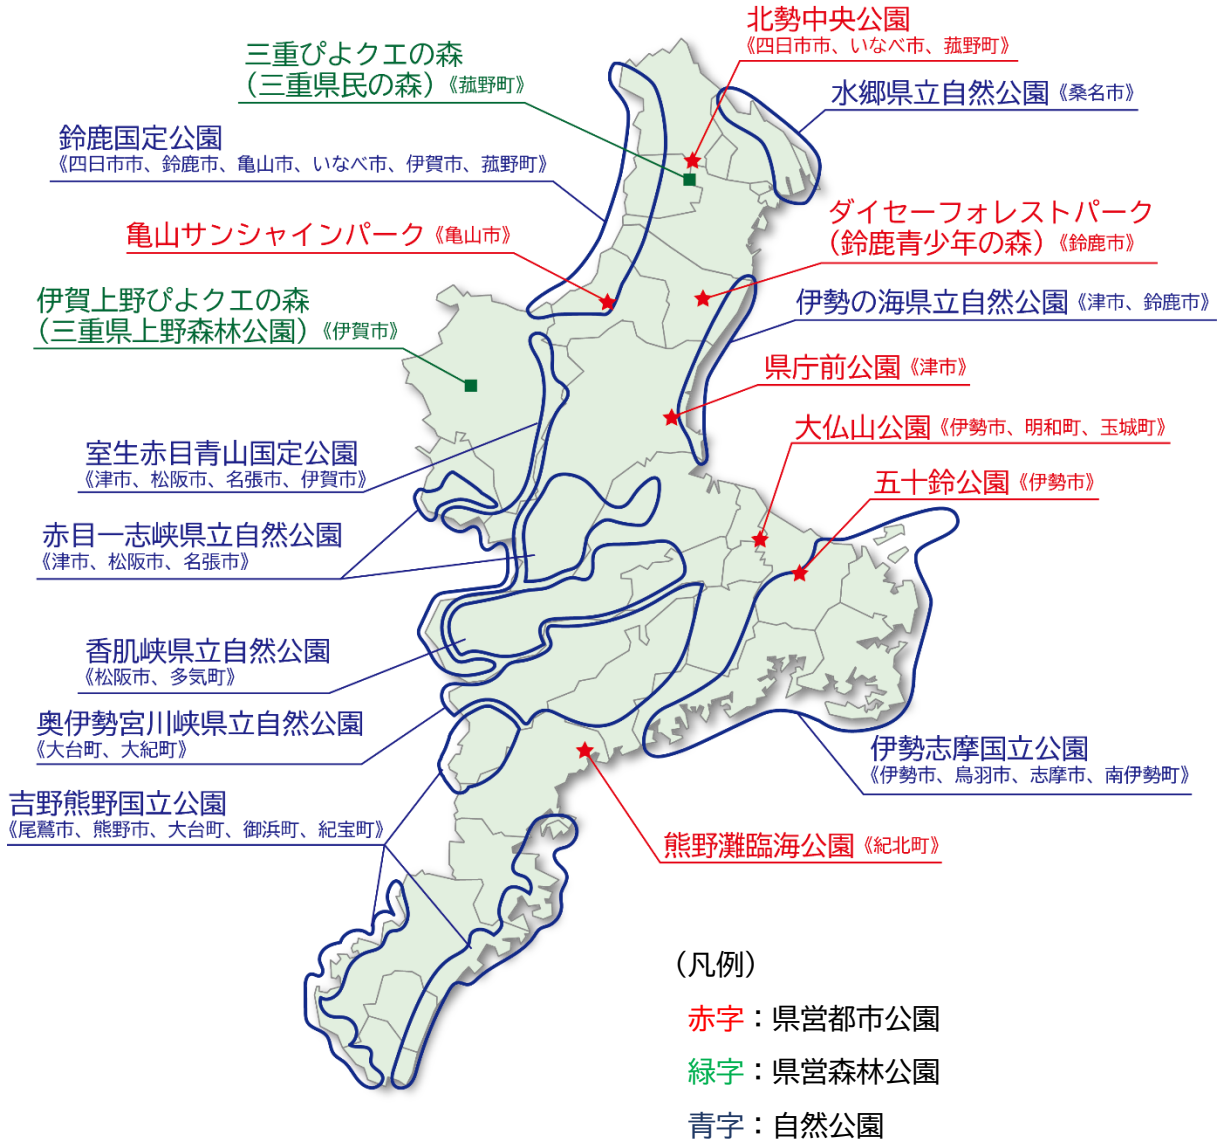 北勢中央公園
《四日市市、いなべ市、菰野町》
三重ぴよクエの森
（三重県民の森）《菰野町》
水郷県立自然公園《桑名市》
鈴鹿国定公園
《四日市市、鈴鹿市、亀山市、いなべ市、伊賀市、菰野町》
ダイセーフォレストパーク
（鈴鹿青少年の森）《鈴鹿市》
亀山サンシャインパーク《亀山市》
伊賀上野ぴよクエの森
（三重県上野森林公園）《伊賀市》
伊勢の海県立自然公園《津市、鈴鹿市》
県庁前公園《津市》
大仏山公園《伊勢市、明和町、玉城町》
室生赤目青山国定公園
《津市、松阪市、名張市、伊賀市》
五十鈴公園《伊勢市》
赤目一志峡県立自然公園
《津市、松阪市、名張市》
香肌峡県立自然公園
《松阪市、多気町》
奥伊勢宮川峡県立自然公園
《大台町、大紀町》
伊勢志摩国立公園
《伊勢市、鳥羽市、志摩市、南伊勢町》
吉野熊野国立公園
《尾鷲市、熊野市、大台町、御浜町、紀宝町》
熊野灘臨海公園《紀北町》
（凡例）
赤字：県営都市公園
緑字：県営森林公園
青字：自然公園